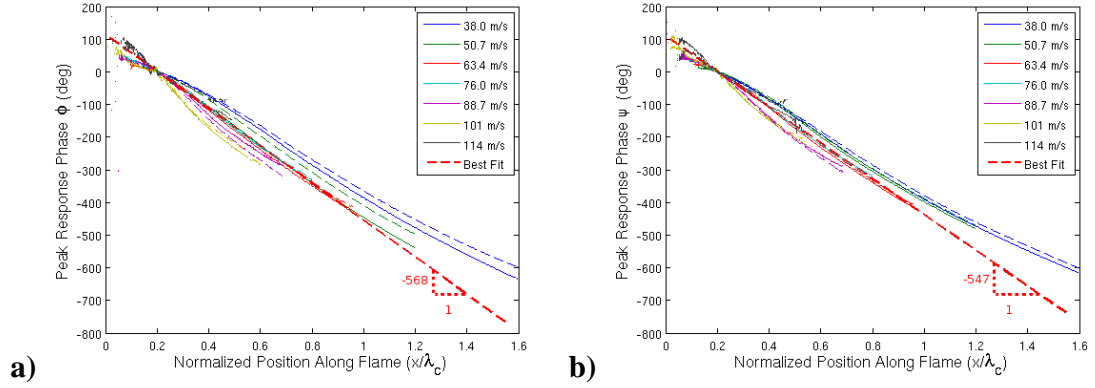 100
0
-100
-200
-300
-400
-500
-600
-700
-800
Peak Response Phase ϕ (deg)
38.0 m/s
50.7 m/s
63.4 m/s
76.0 m/s
88.7 m/s
101 m/s
114 m/s
Best Fit
-568
1
0 0.2 0.4 0.6 0.8 1 1.2 1.4 1.6
Normalized Position Along Flame (x/λc)
a)
100
0
-100
-200
-300
-400
-500
-600
-700
-800
Peak Response Phase ψ (deg)
38.0 m/s
50.7 m/s
63.4 m/s
76.0 m/s
88.7 m/s
101 m/s
114 m/s
Best Fit
-547
1
0 0.2 0.4 0.6 0.8 1 1.2 1.4 1.6
Normalized Position Along Flame (x/λc)
b)